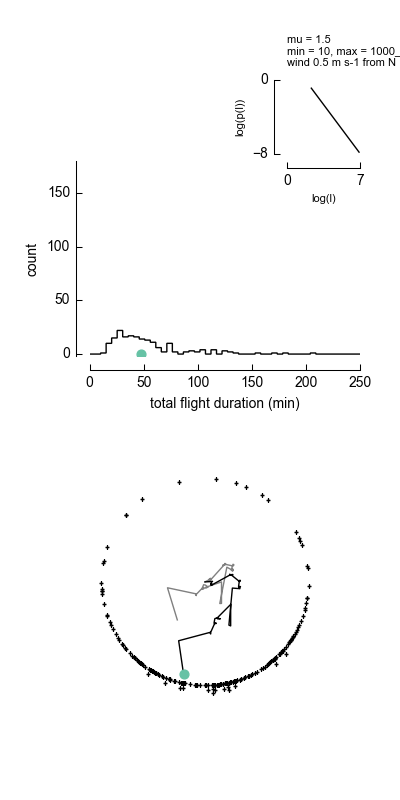 mu = 1.5
min = 10, max = 1000_
wind 0.5 m s-1 from N
0
−8
log(p(l))
0
7
log(l)
150
100
50
0
count
0
50
100
150
200
250
total flight duration (min)